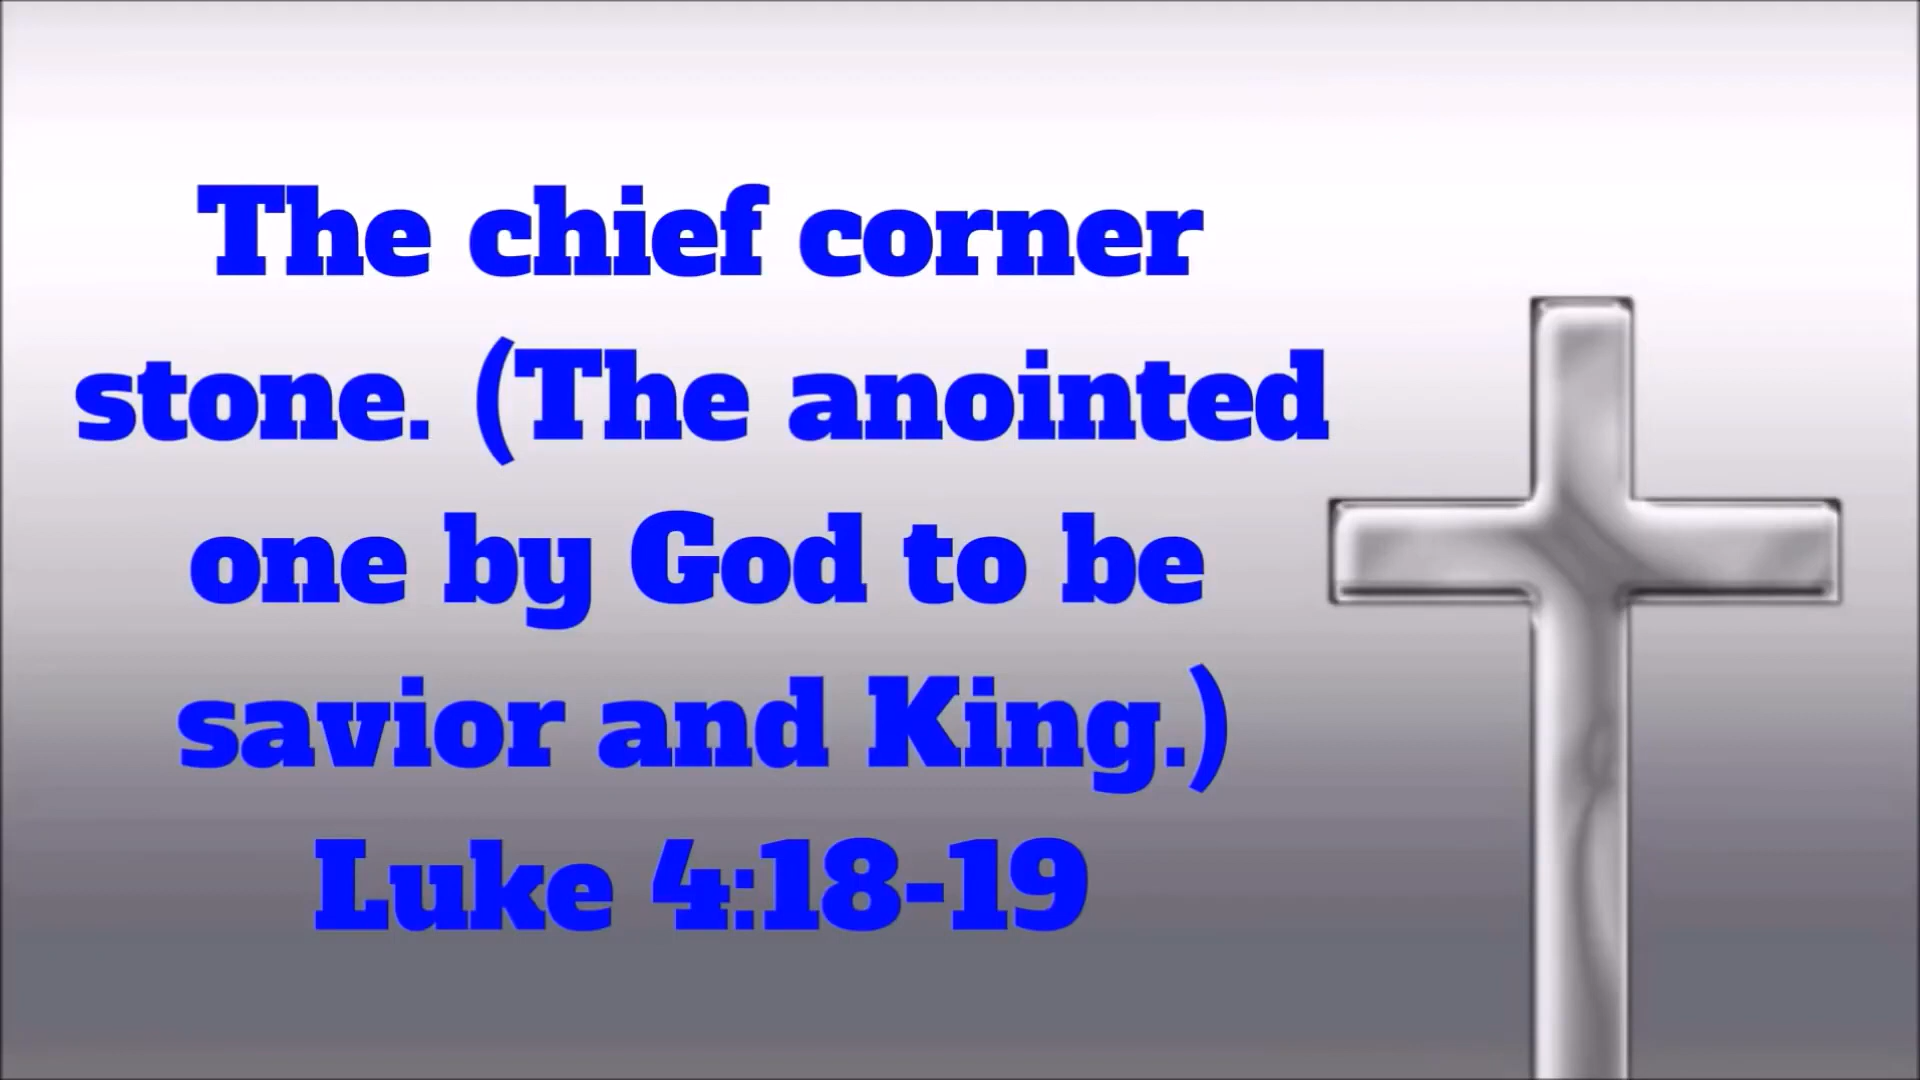 The chief corner
stone. (The anointed
one by God to be
savior and King.)
Luke 4:18-19